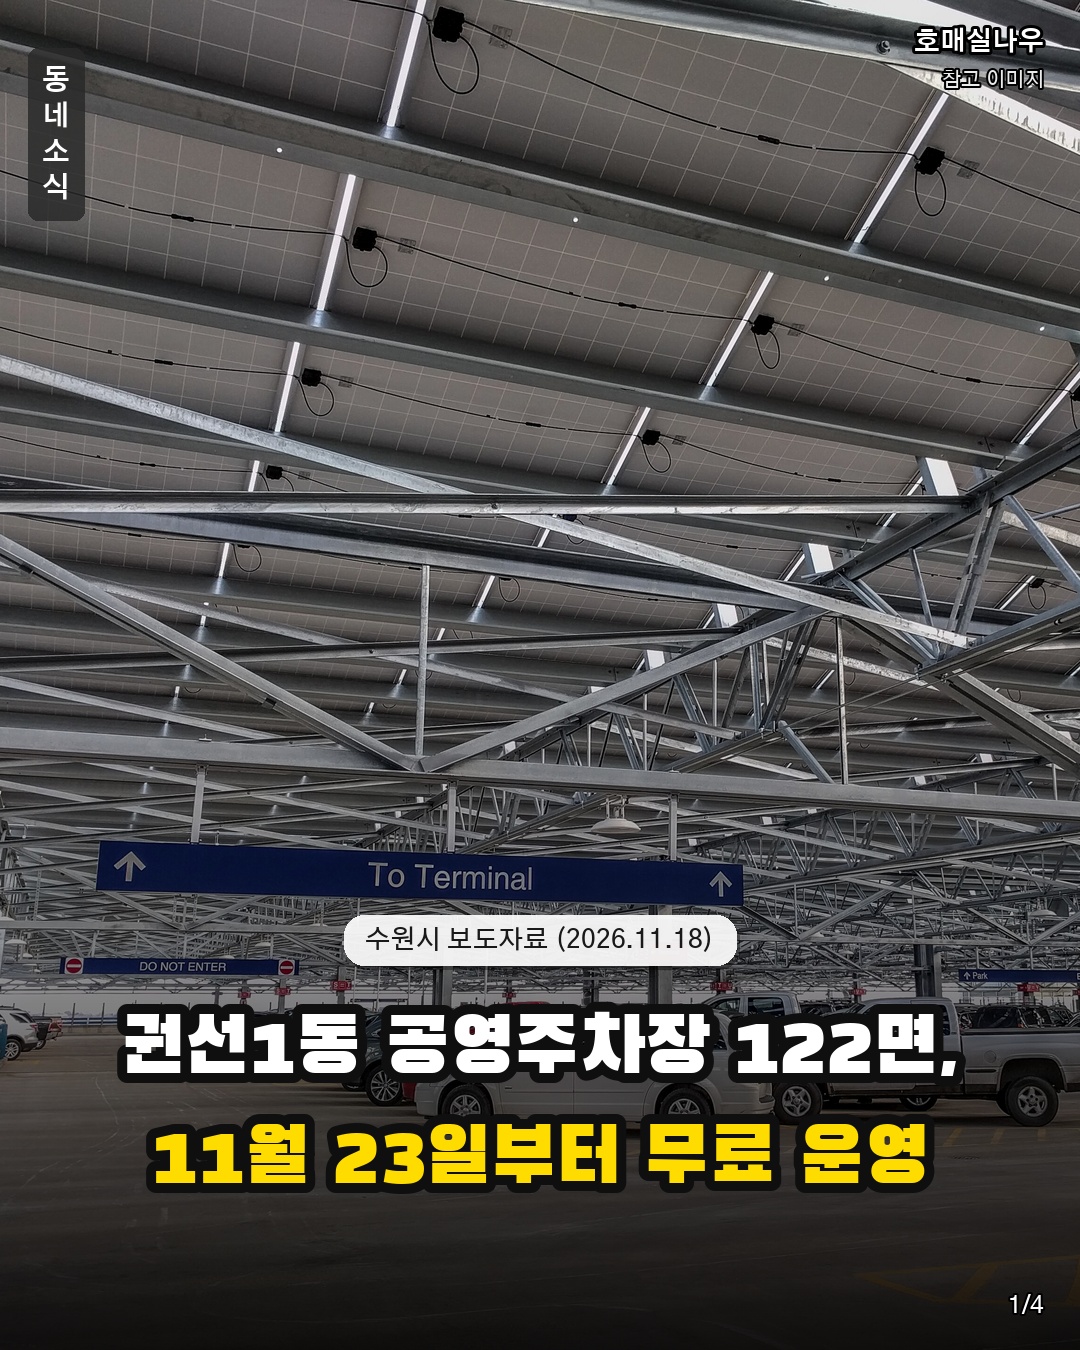 호매실나우
참고 이미지
동네소식
To Terminal
수원시 보도자료 (2026.11.18)
DO NOT ENTER
Park
권선1동 공영주차장 122면,
11월 23일부터 무료 운영
1/4